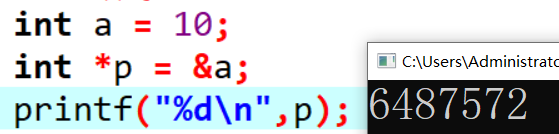 int a = 10;
int *p = &a;
printf("%d\n",p);
C:\Users\Administrato
6487572